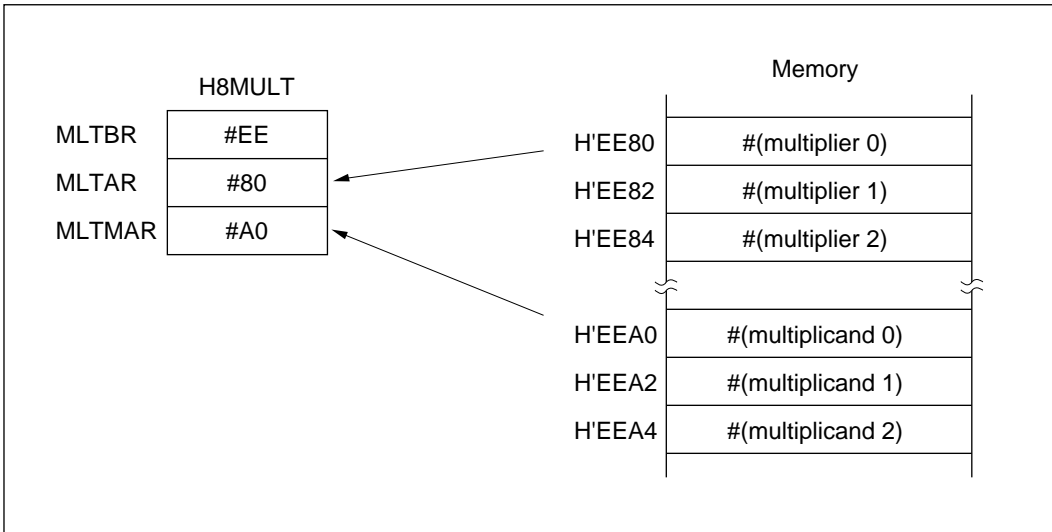 Memory
H8MULT
MLTBR #EE
MLTAR #80
MLTMAR #A0
H'EE80 #(multiplier 0)
H'EE82 #(multiplier 1)
H'EE84 #(multiplier 2)
H'EEA0 #(multiplicand 0)
H'EEA2 #(multiplicand 1)
H'EEA4 #(multiplicand 2)